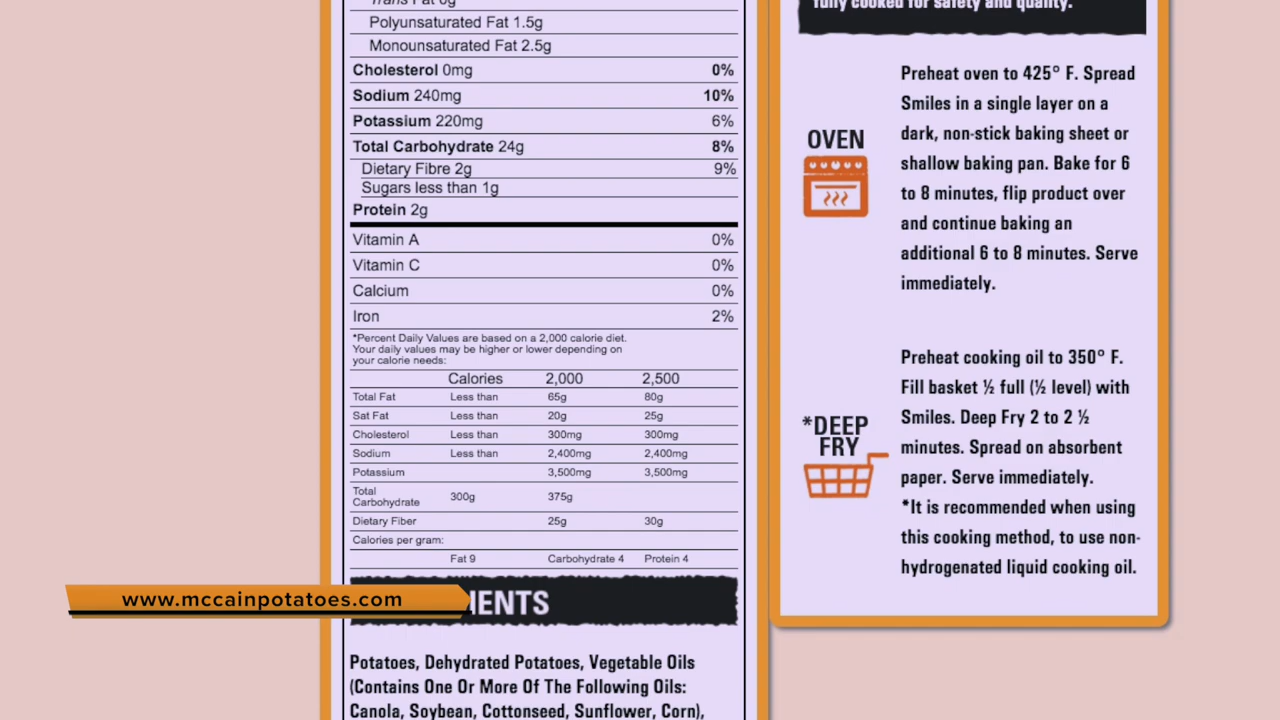 Trans Fat 0g
Polyunsaturated Fat 1.5g
Monounsaturated Fat 2.5g
Cholesterol 0mg 0%
Sodium 240mg 10%
Potassium 220mg 6%
Total Carbohydrate 24g 8%
Dietary Fibre 2g 9%
Sugars less than 1g
Protein 2g
Vitamin A 0%
Vitamin C 0%
Calcium 0%
Iron 2%
*Percent Daily Values are based on a 2,000 calorie diet.
Your daily values may be higher or lower depending on
your calorie needs:
Calories 2,000 2,500
Total Fat Less than 65g 80g
Sat Fat Less than 20g 25g
Cholesterol Less than 300mg 300mg
Sodium Less than 2,400mg 2,400mg
Potassium 3,500mg 3,500mg
Total
Carbohydrate 300g 375g
Dietary Fiber 25g 30g
Calories per gram:
Fat 9 Carbohydrate 4 Protein 4
www.mccainpotatoes.com
IENTS
Potatoes, Dehydrated Potatoes, Vegetable Oils
(Contains One Or More Of The Following Oils:
Canola, Soybean, Cottonseed, Sunflower, Corn),
fully cooked for safety and quality.
OVEN
Preheat oven to 425° F. Spread
Smiles in a single layer on a
dark, non-stick baking sheet or
shallow baking pan. Bake for 6
to 8 minutes, flip product over
and continue baking an
additional 6 to 8 minutes. Serve
immediately.
*DEEP
FRY
Preheat cooking oil to 350° F.
Fill basket ½ full (½ level) with
Smiles. Deep Fry 2 to 2 ½
minutes. Spread on absorbent
paper. Serve immediately.
*It is recommended when using
this cooking method, to use non-
hydrogenated liquid cooking oil.